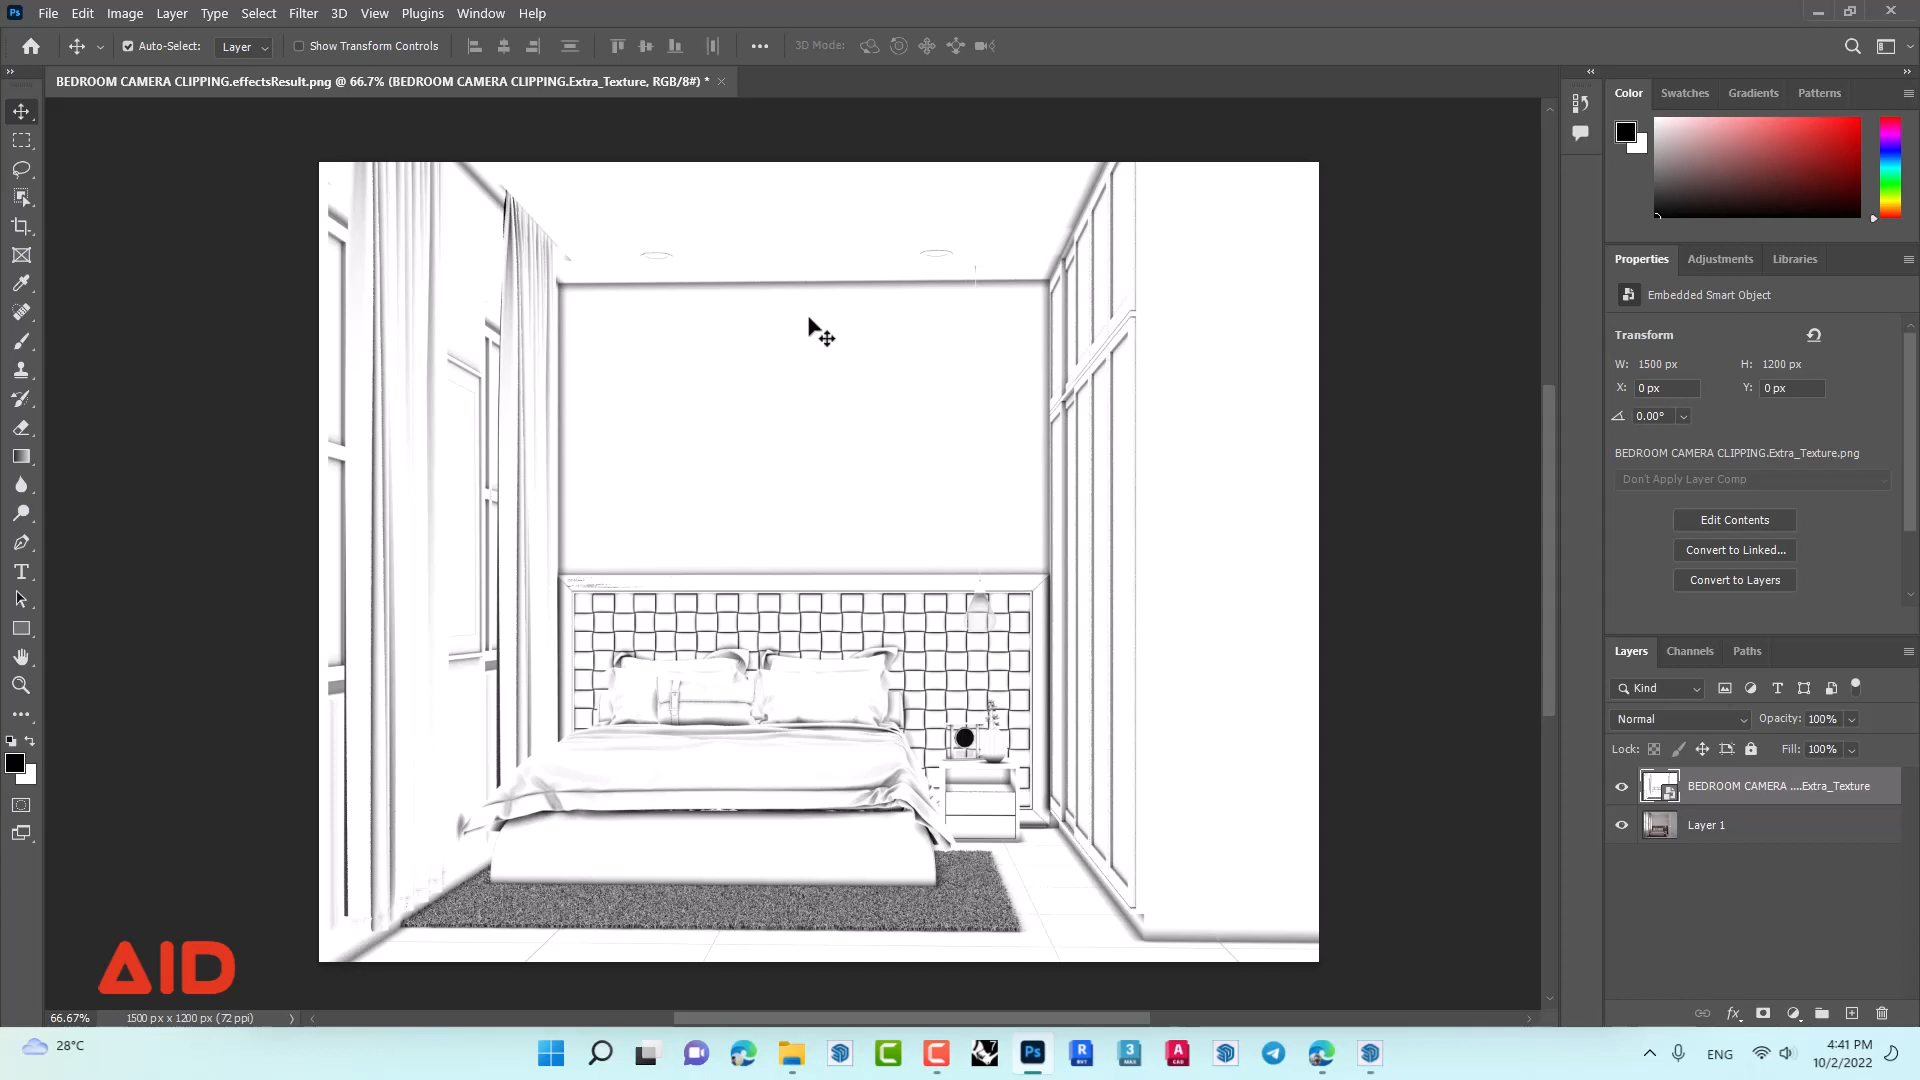 File Edit Image Layer Type Select Filter 3D View Plugins Window Help
Auto-Select: Layer Show Transform Controls 3D Mode:
BEDROOM CAMERA CLIPPING.effectsResult.png @ 66.7% (BEDROOM CAMERA CLIPPING.Extra_Texture, RGB/8#) *
Color Swatches Gradients Patterns
Properties Adjustments Libraries
Embedded Smart Object
Transform
W: 1500 px H: 1200 px
X: 0 px Y: 0 px
0.00°
BEDROOM CAMERA CLIPPING.Extra_Texture.png
Don't Apply Layer Comp
Edit Contents
Convert to Linked...
Convert to Layers
Layers Channels Paths
Kind
Normal Opacity: 100%
Lock: Fill: 100%
BEDROOM CAMERA ....Extra_Texture
Layer 1
AID
66.67% 1500 px x 1200 px (72 ppi)
28°C
ENG
4:41 PM
10/2/2022